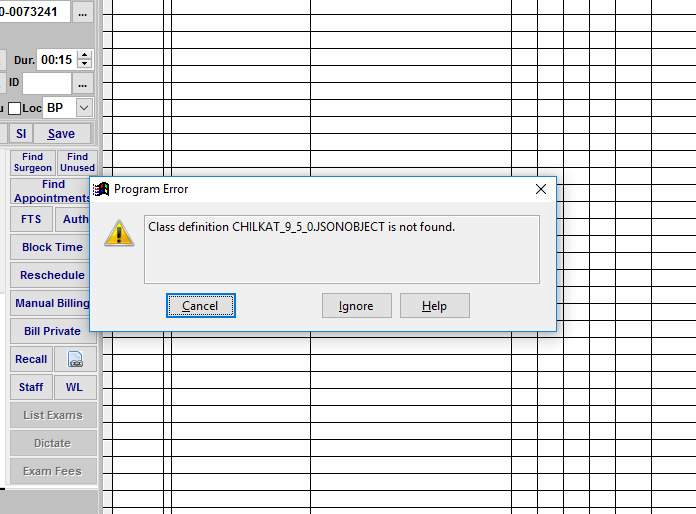 0-0073241 ...
Dur. 00:15
ID ...
Loc BP
SI Save
Find Surgeon
Find Unused
Find Appointments
FTS Auth
Block Time
Reschedule
Manual Billing
Bill Private
Recall
Staff WL
List Exams
Dictate
Exam Fees
Program Error
Class definition CHILKAT_9_5_0.JSONOBJECT is not found.
Cancel Ignore Help